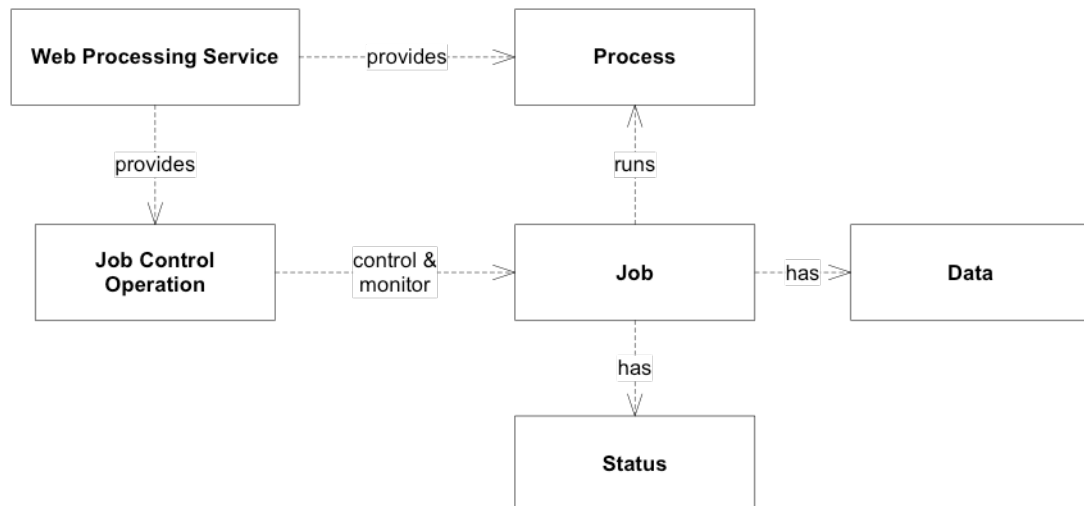 Web Processing Service
provides
Process
provides
runs
Job Control
Operation
control &
monitor
Job
has
Data
has
Status